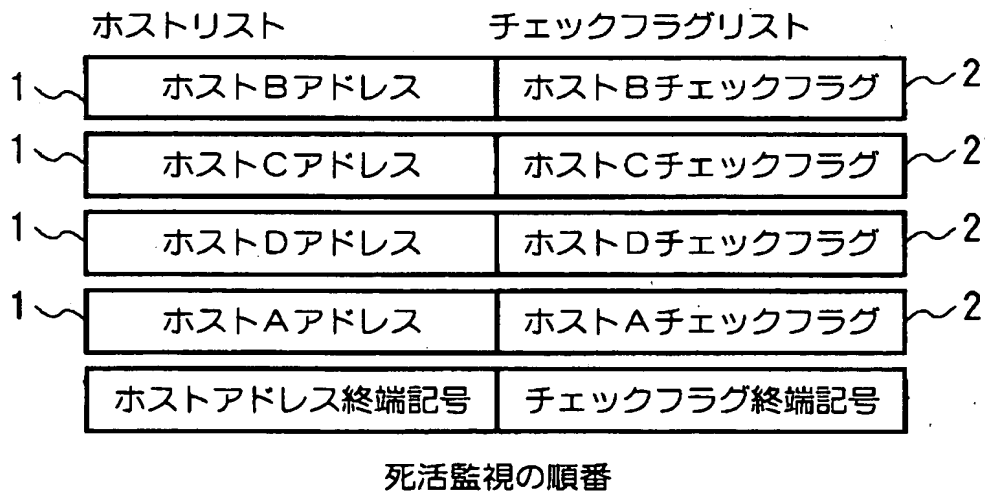 ホストリスト チェックフラグリスト
1 ホストBアドレス ホストBチェックフラグ 2
1 ホストCアドレス ホストCチェックフラグ 2
1 ホストDアドレス ホストDチェックフラグ 2
1 ホストAアドレス ホストAチェックフラグ 2
ホストアドレス終端記号 チェックフラグ終端記号
死活監視の順番